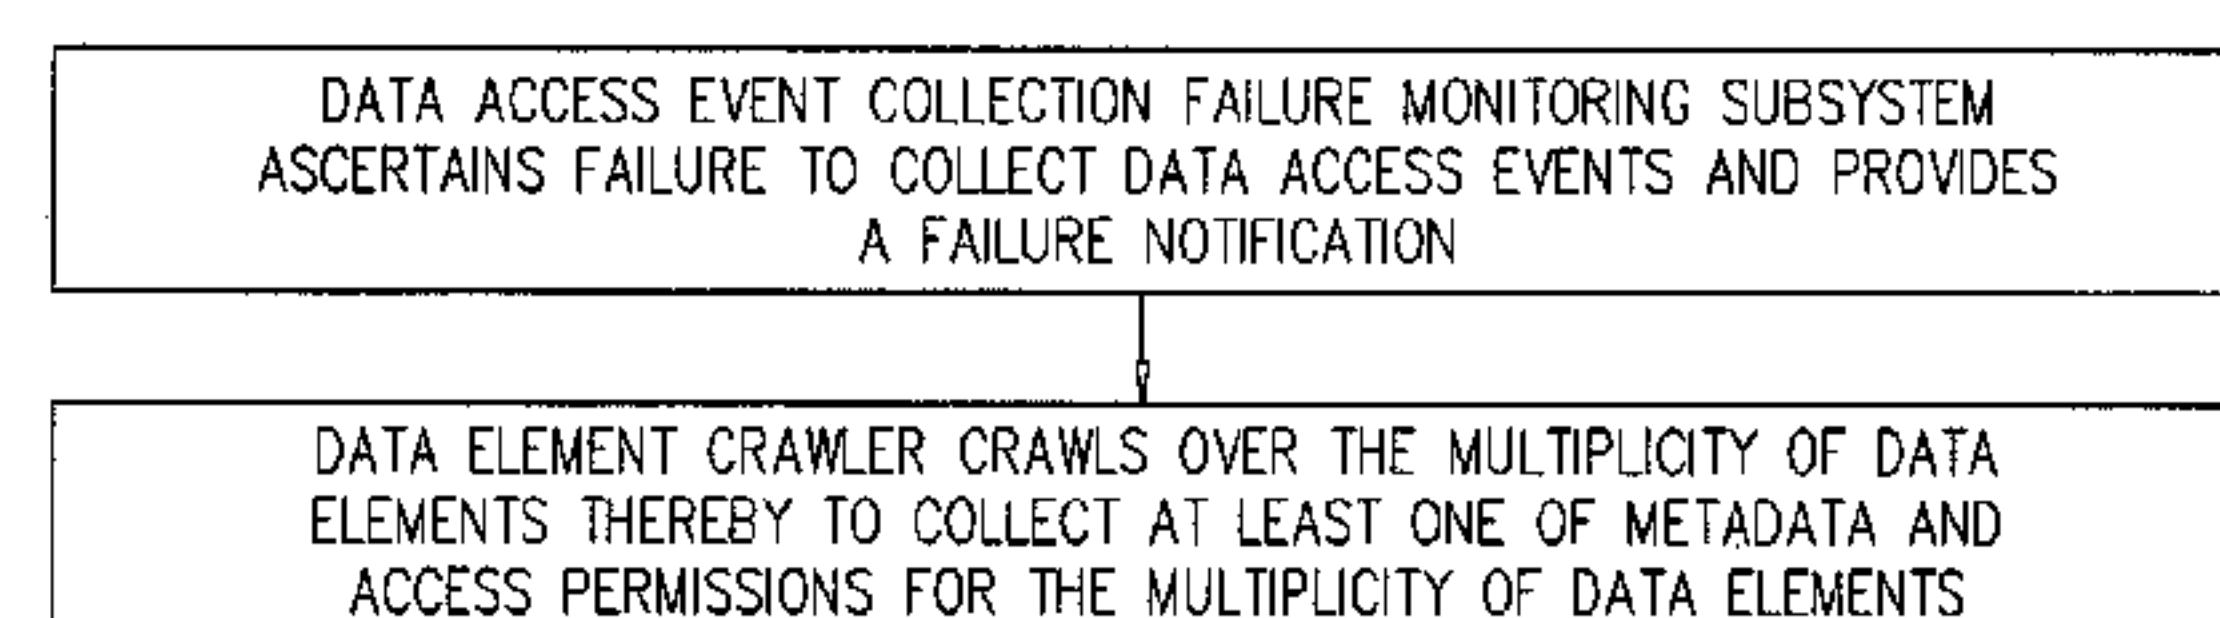 DATA ACCESS EVENT COLLECTION FAILURE MONITORING SUBSYSTEM
ASCERTAINS FAILURE TO COLLECT DATA ACCESS EVENTS AND PROVIDES
A FAILURE NOTIFICATION
DATA ELEMENT CRAWLER CRAWLS OVER THE MULTIPLICITY OF DATA
ELEMENTS THEREBY TO COLLECT AT LEAST ONE OF METADATA AND
ACCESS PERMISSIONS FOR THE MULTIPLICITY OF DATA ELEMENTS